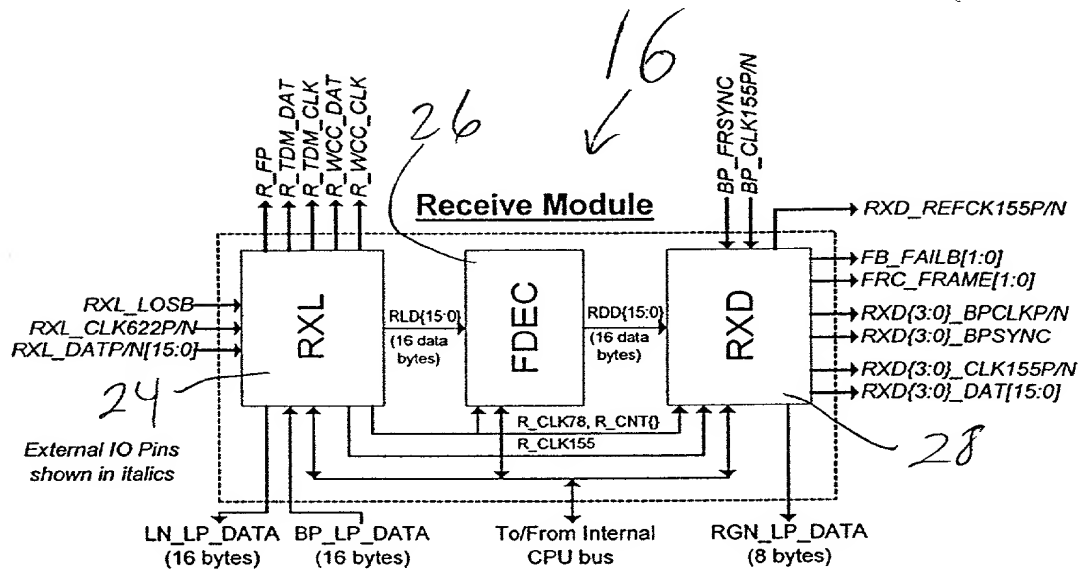 16
26
R_FP
R_TDM_DAT
R_TDM_CLK
R_WCC_DAT
R_WCC_CLK
BP_FRSYNC
BP_CLK155P/N
Receive Module
RXD_REFCK155P/N
RXL_LOSB
RXL_CLK622P/N
RXL_DATP/N[15:0]
RXL
RLD{15:0}
(16 data
bytes)
FDEC
RDD{15:0}
(16 data
bytes)
RXD
FB_FAILB[1:0]
FRC_FRAME[1:0]
RXD{3:0}_BPCLKP/N
RXD{3:0}_BPSYNC
RXD{3:0}_CLK155P/N
RXD{3:0}_DAT[15:0]
24
R_CLK78, R_CNT{}
R_CLK155
28
External IO Pins
shown in italics
LN_LP_DATA
(16 bytes)
BP_LP_DATA
(16 bytes)
To/From Internal
CPU bus
RGN_LP_DATA
(8 bytes)